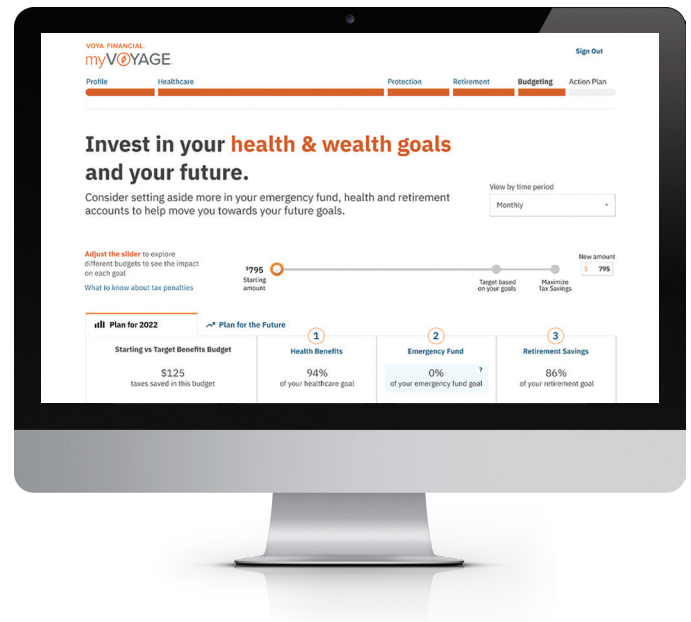 VOYA FINANCIAL
myVOYAGE
Sign Out
Profile
Healthcare
Protection
Retirement
Budgeting
Action Plan
Invest in your health & wealth goals
and your future.
Consider setting aside more in your emergency fund, health and retirement
accounts to help move you towards your future goals.
View by time period
Monthly
Adjust the slider to explore
different budgets to see the impact
on each goal
What to know about tax penalties
$795
Starting
amount
Target based
on your goals
Maximize
Tax Savings
New amount
$ 795
Plan for 2022
Plan for the Future
Starting vs Target Benefits Budget
$125
taxes saved in this budget
1
Health Benefits
94%
of your healthcare goal
2
Emergency Fund
0%
?
of your emergency fund goal
3
Retirement Savings
86%
of your retirement goal